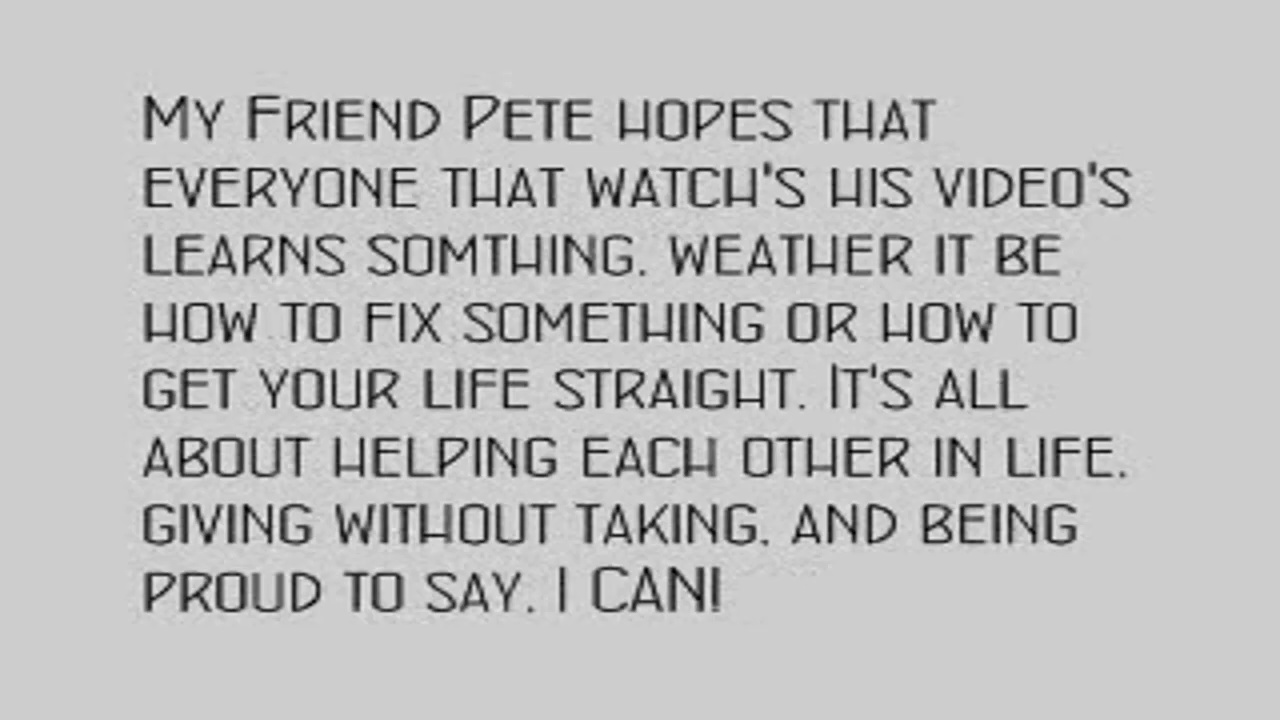 My Friend Pete hopes that
everyone that watch's his video's
learns somthing. weather it be
how to fix something or how to
get your life straight. It's all
about helping each other in life.
giving without taking. and being
proud to say. I CAN!